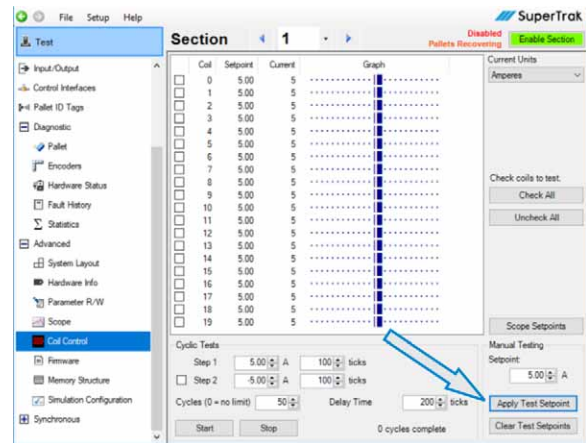 File Setup Help
SuperTrak
Test
Section 1
Disabled
Pallets Recovering
Enable Section
Input/Output
Control Interfaces
Pallet ID Tags
Diagnostic
Pallet
Encoders
Hardware Status
Fault History
Statistics
Advanced
System Layout
Hardware Info
Parameter R/W
Scope
Coil Control
Firmware
Memory Structure
Simulation Configuration
Synchronous
Coil Setpoint Current Graph
0 5.00 5
1 5.00 5
2 5.00 5
3 5.00 5
4 5.00 5
5 5.00 5
6 5.00 5
7 5.00 5
8 5.00 5
9 5.00 5
10 5.00 5
11 5.00 5
12 5.00 5
13 5.00 5
14 5.00 5
15 5.00 5
16 5.00 5
17 5.00 5
18 5.00 5
19 5.00 5
Current Units
Amperes
Check coils to test.
Check All
Uncheck All
Scope Setpoints
Cyclic Tests
Step 1 5.00 A 100 ticks
Step 2 -5.00 A 100 ticks
Cycles (0 = no limit) 50 Delay Time 200 ticks
Start Stop 0 cycles complete
Manual Testing
Setpoint:
5.00 A
Apply Test Setpoint
Clear Test Setpoints